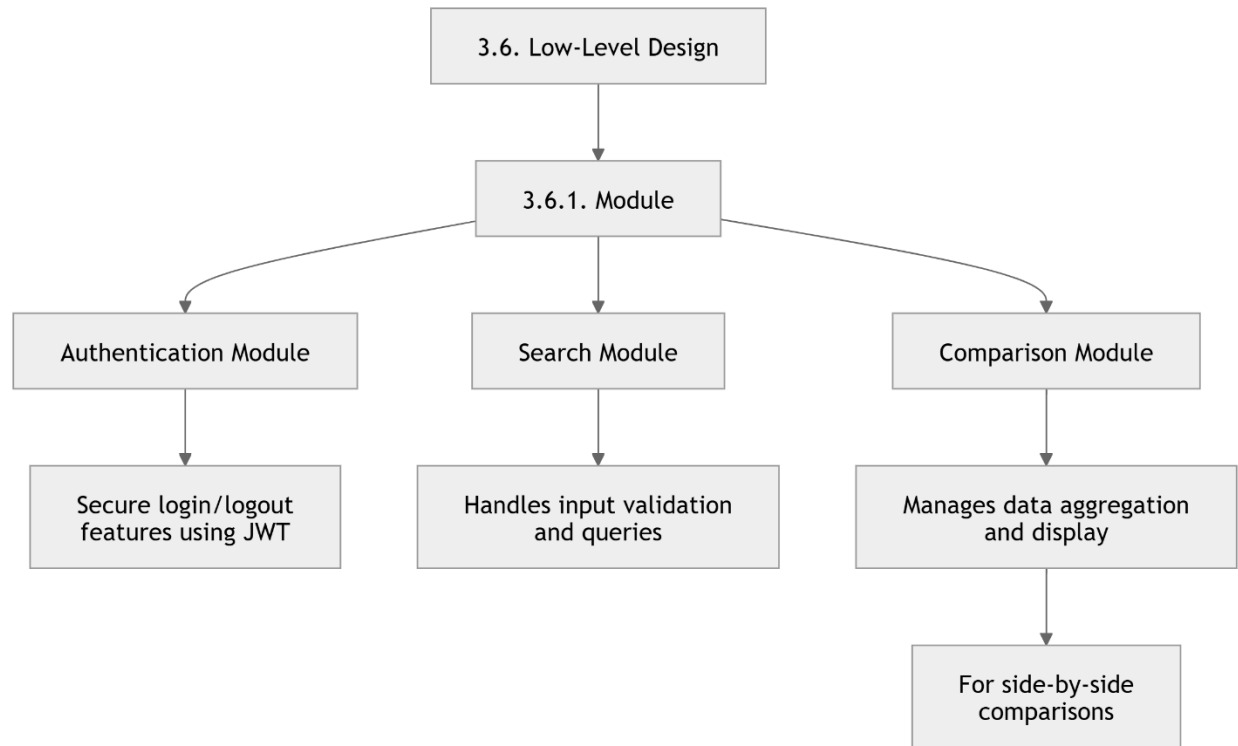 3.6. Low-Level Design
3.6.1. Module
Authentication Module
Search Module
Comparison Module
Secure login/logout
features using JWT
Handles input validation
and queries
Manages data aggregation
and display
For side-by-side
comparisons